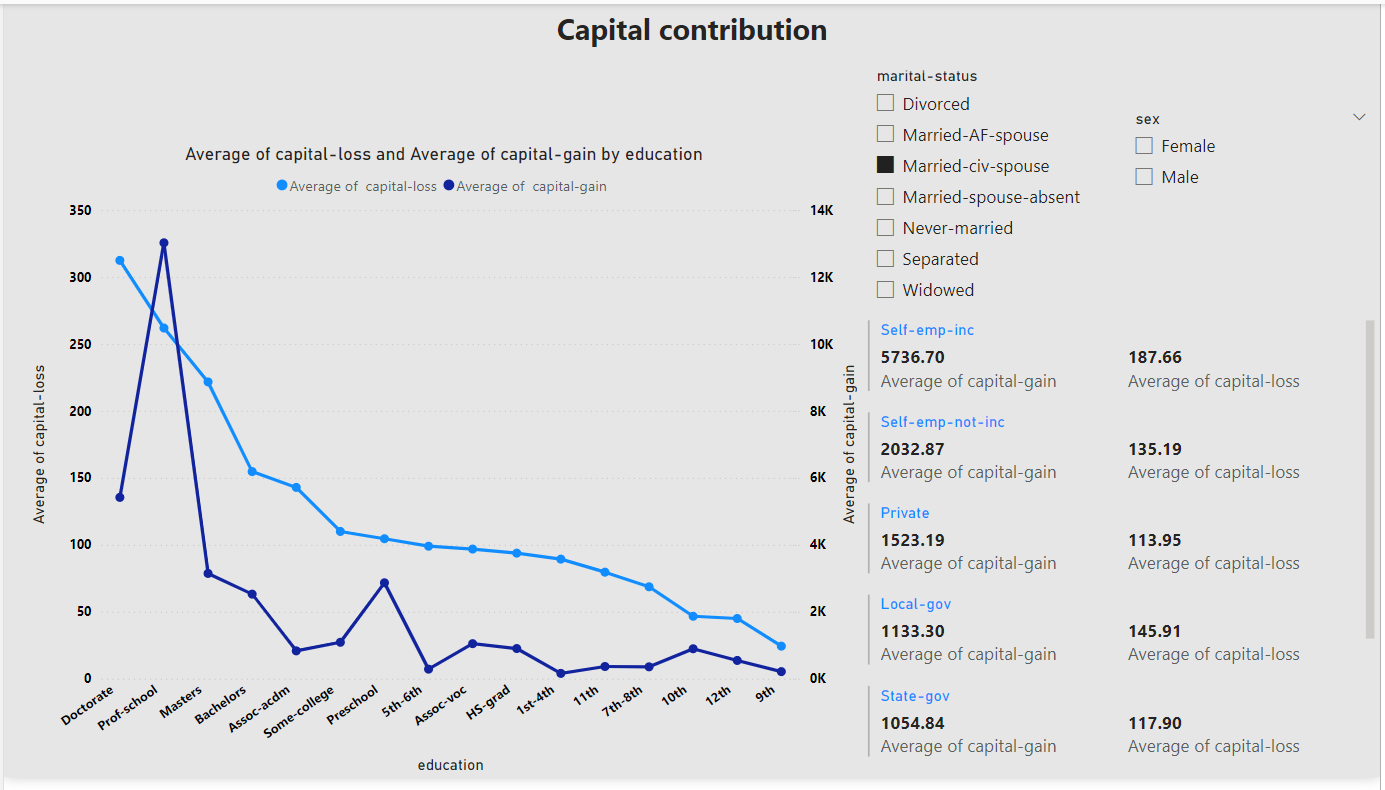 Capital contribution
Average of capital-loss and Average of capital-gain by education
Average of capital-loss Average of capital-gain
350
300
250
200
150
100
50
0
Average of capital-loss
14K
12K
10K
8K
6K
4K
2K
0K
Average of capital-gain
Doctorate
Prof-school
Masters
Bachelors
Assoc-acdm
Some-college
Preschool
5th-6th
Assoc-voc
HS-grad
1st-4th
11th
7th-8th
10th
12th
9th
education
marital-status
Divorced
Married-AF-spouse
Married-civ-spouse
Married-spouse-absent
Never-married
Separated
Widowed
sex
Female
Male
Self-emp-inc
5736.70 187.66
Average of capital-gain Average of capital-loss
Self-emp-not-inc
2032.87 135.19
Average of capital-gain Average of capital-loss
Private
1523.19 113.95
Average of capital-gain Average of capital-loss
Local-gov
1133.30 145.91
Average of capital-gain Average of capital-loss
State-gov
1054.84 117.90
Average of capital-gain Average of capital-loss